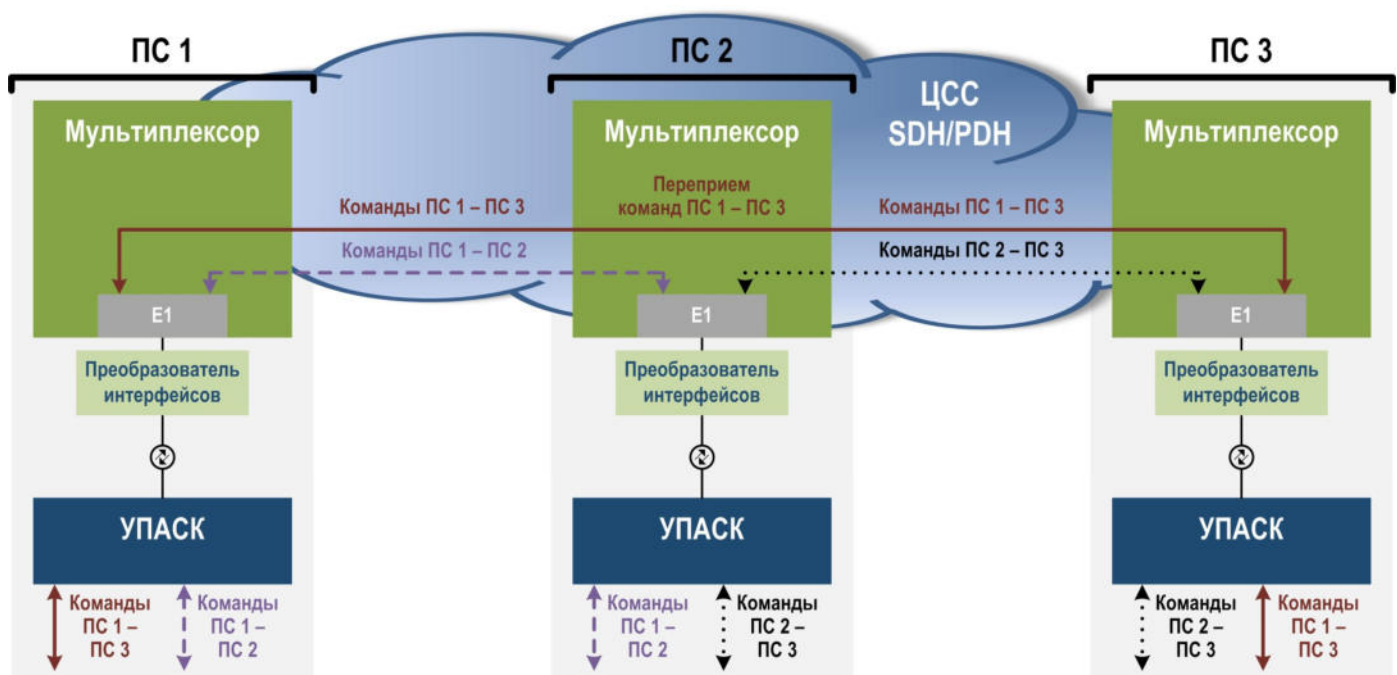 ПС 1
ПС 2
ПС 3
ЦСС
SDH/PDH
Мультиплексор
Мультиплексор
Мультиплексор
Команды ПС 1 – ПС 3
Переприем
команд ПС 1 – ПС 3
Команды ПС 1 – ПС 3
Команды ПС 1 – ПС 2
Команды ПС 2 – ПС 3
E1
E1
E1
Преобразователь
интерфейсов
Преобразователь
интерфейсов
Преобразователь
интерфейсов
УПАСК
УПАСК
УПАСК
Команды
ПС 1 –
ПС 3
Команды
ПС 1 –
ПС 2
Команды
ПС 1 –
ПС 2
Команды
ПС 2 –
ПС 3
Команды
ПС 2 –
ПС 3
Команды
ПС 1 –
ПС 3